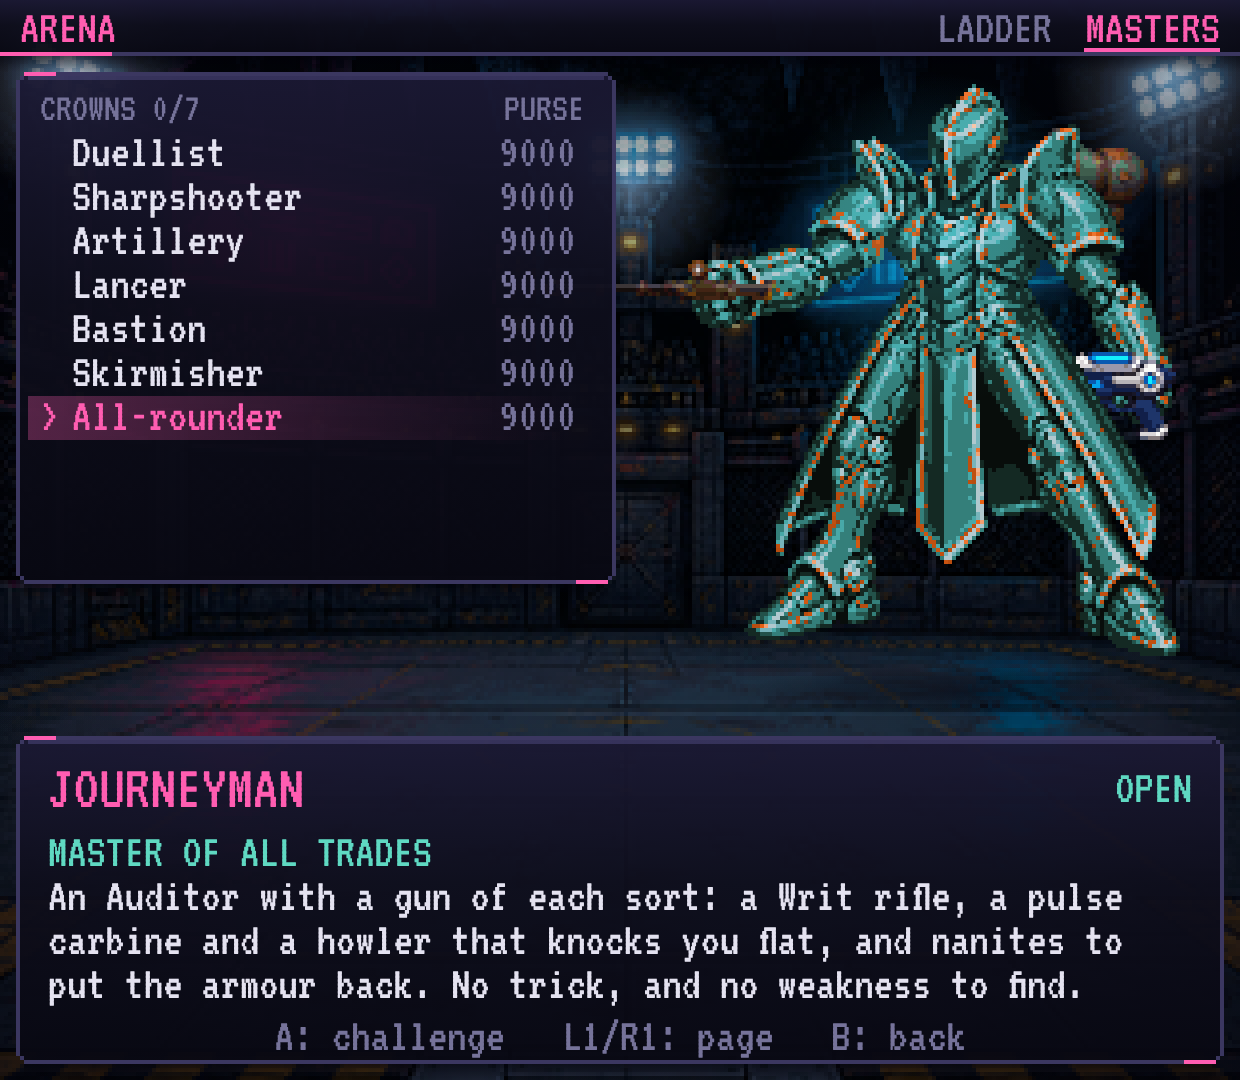 ARENA LADDER MASTERS
CROWNS 0/7 PURSE
Duellist 9000
Sharpshooter 9000
Artillery 9000
Lancer 9000
Bastion 9000
Skirmisher 9000
> All-rounder 9000
JOURNEYMAN OPEN
MASTER OF ALL TRADES
An Auditor with a gun of each sort: a Writ rifle, a pulse
carbine and a howler that knocks you flat, and nanites to
put the armour back. No trick, and no weakness to find.
A: challenge L1/R1: page B: back